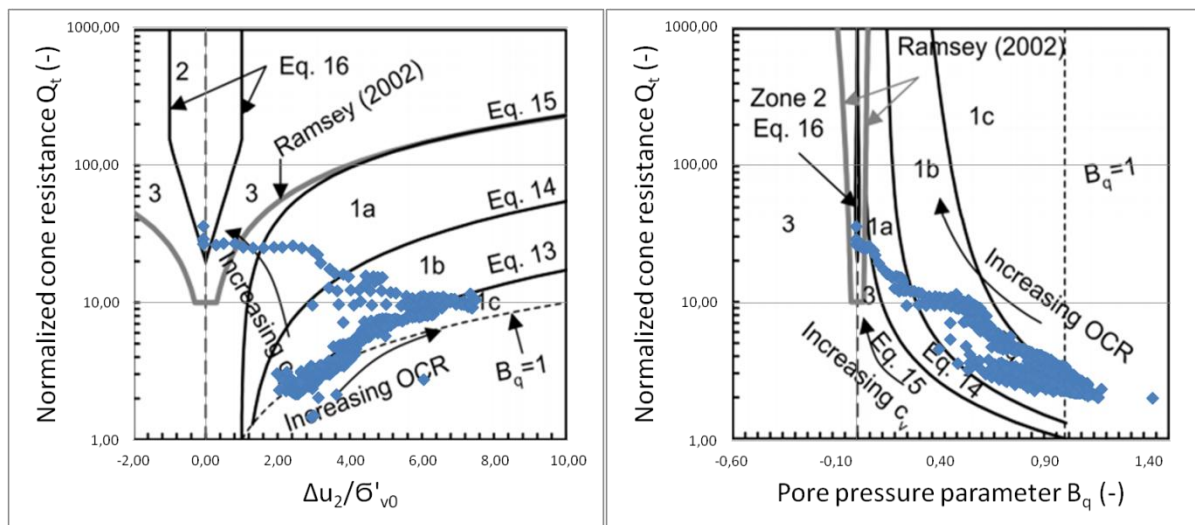 1000,00
100,00
10,00
1,00
Normalized cone resistance Qt (-)
2
Eq. 16
Ramsey (2002)
Eq. 15
3
3
1a
Eq. 14
1b
Eq. 13
1c
Increasing c
Increasing OCR
Bq=1
-2,00 0,00 2,00 4,00 6,00 8,00 10,00
Δu2/σ'v0
1000,00
100,00
10,00
1,00
Normalized cone resistance Qt (-)
Ramsey (2002)
Zone 2
Eq. 16
1c
1b
Bq=1
3
1a
3
Increasing OCR
Eq. 15
Eq. 14
Increasing cv
-0,60 -0,10 0,40 0,90 1,40
Pore pressure parameter Bq (-)